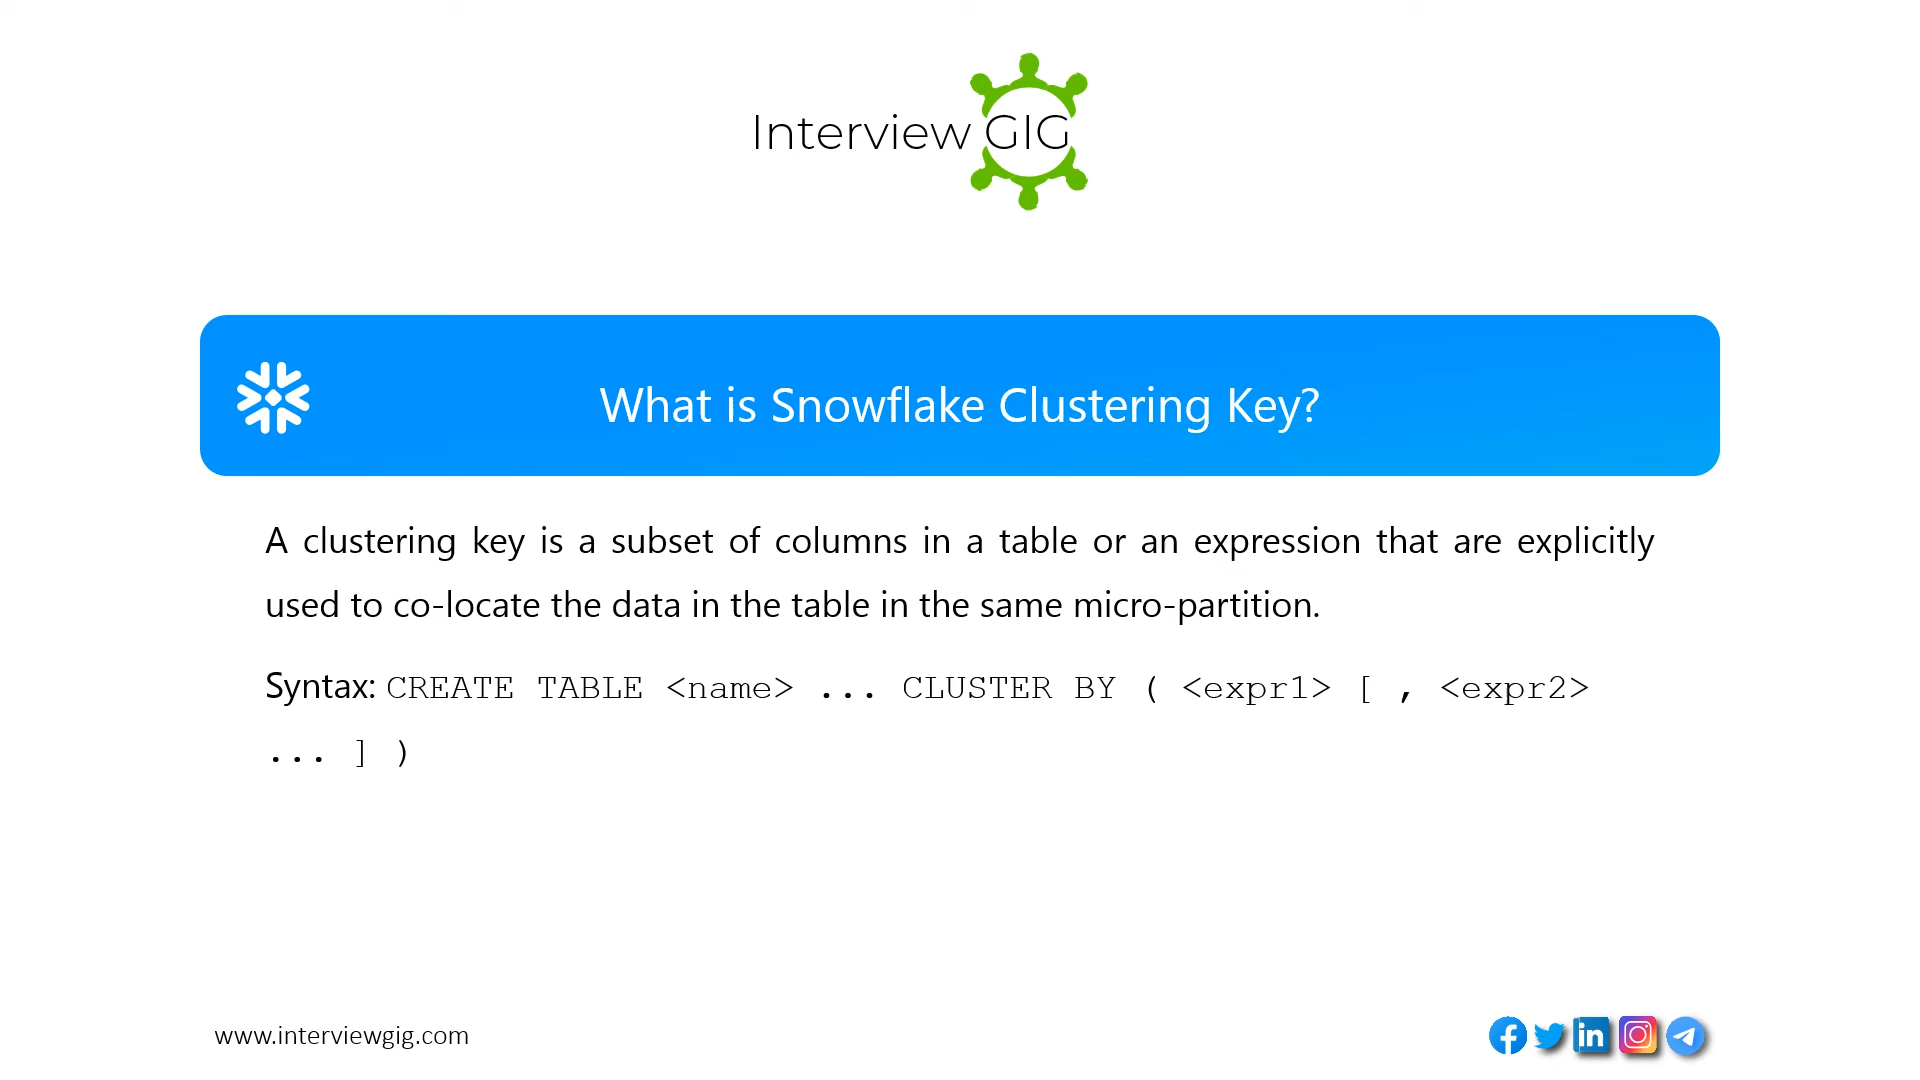 Interview GIG
What is Snowflake Clustering Key?
A clustering key is a subset of columns in a table or an expression that are explicitly
used to co-locate the data in the table in the same micro-partition.
Syntax: CREATE TABLE <name> ... CLUSTER BY ( <expr1> [ , <expr2>
... ] )
www.interviewgig.com
in